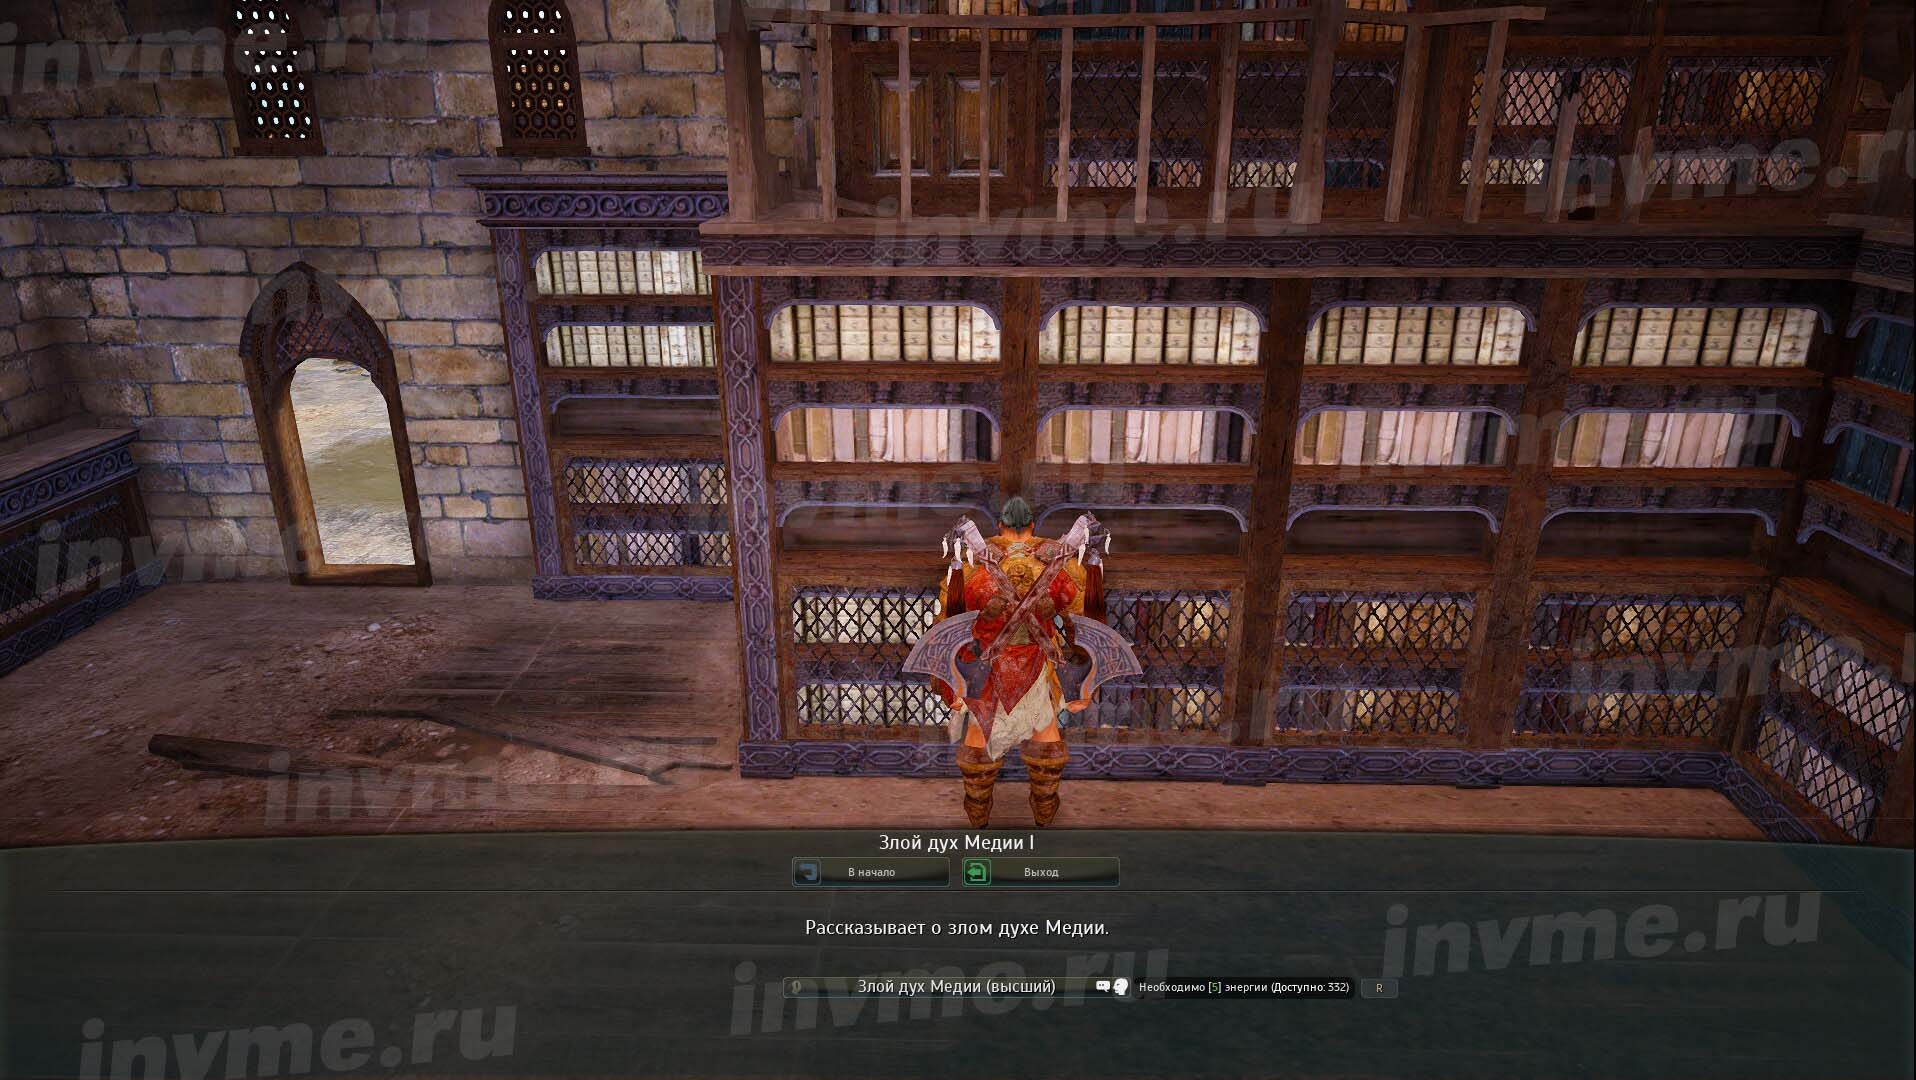 invme.ru
invme.ru
invme.ru
Злой дух Медии I
В начало
Выход
Рассказывает о злом духе Медии.
Злой дух Медии (высший)
Необходимо [5] энергии (Доступно: 332)
R
invme.ru
invme.ru
invme.ru